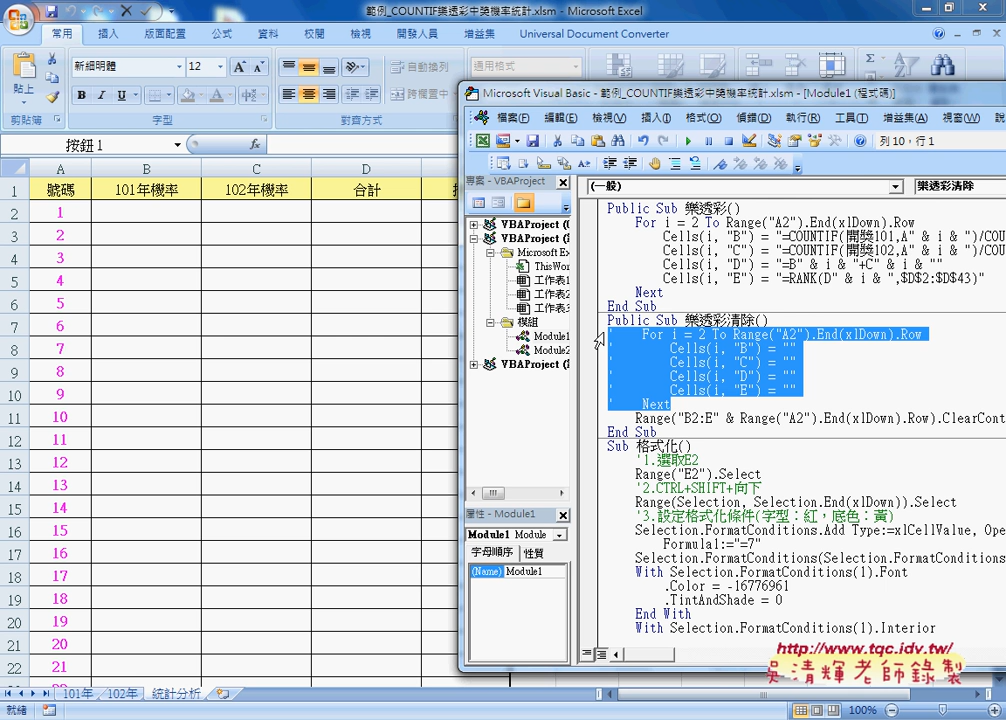 範例_COUNTIF樂透彩中獎機率統計.xlsm - Microsoft Excel
常用 插入 版面配置 公式 資料 校閱 檢視 開發人員 增益集 Universal Document Converter
新細明體 12 自動換列 通用格式
貼上 B I U 跨欄置中
剪貼簿 字型 對齊方式
按鈕 1 fx
A B C D
1 號碼 101年機率 102年機率 合計
2 1
3 2
4 3
5 4
6 5
7 6
8 7
9 8
10 9
11 10
12 11
13 12
14 13
15 14
16 15
17 16
18 17
19 18
20 19
21 20
22 21
101年 102年 統計分析
就緒 100%
Microsoft Visual Basic - 範例_COUNTIF樂透彩中獎機率統計.xlsm - [Module1 (程式碼)]
檔案(F) 編輯(E) 檢視(V) 插入(I) 格式(O) 偵錯(D) 執行(R) 工具(T) 增益集(A) 視窗(W)
列 10，行 1
專案 - VBAProject
VBAProject (
VBAProject (
Microsoft Ex
ThisWor
工作表1
工作表2
工作表
模組
Module1
Module2
VBAProject (
屬性 - Module1
Module1 Module
字母順序 性質
(Name) Module1
(一般) 樂透彩清除
Public Sub 樂透彩()
For i = 2 To Range("A2").End(xlDown).Row
Cells(i, "B") = "=COUNTIF(開獎101,A" & i & ")/COU
Cells(i, "C") = "=COUNTIF(開獎102,A" & i & ")/COU
Cells(i, "D") = "=B" & i & "+C" & i & ""
Cells(i, "E") = "=RANK(D" & i & ",$D$2:$D$43)"
Next
End Sub
Public Sub 樂透彩清除()
' For i = 2 To Range("A2").End(xlDown).Row
' Cells(i, "B") = ""
' Cells(i, "C") = ""
' Cells(i, "D") = ""
' Cells(i, "E") = ""
' Next
Range("B2:E" & Range("A2").End(xlDown).Row).ClearCont
End Sub
Sub 格式化()
'1.選取E2
Range("E2").Select
'2.CTRL+SHIFT+向下
Range(Selection, Selection.End(xlDown)).Select
'3.設定格式化條件(字型：紅，底色：黃)
Selection.FormatConditions.Add Type:=xlCellValue, Ope
Formula1:="=7"
Selection.FormatConditions(Selection.FormatConditions
With Selection.FormatConditions(1).Font
.Color = -16776961
.TintAndShade = 0
End With
With Selection.FormatConditions(1).Interior
http://www.tqc.idv.tw/
吳清輝老師錄製